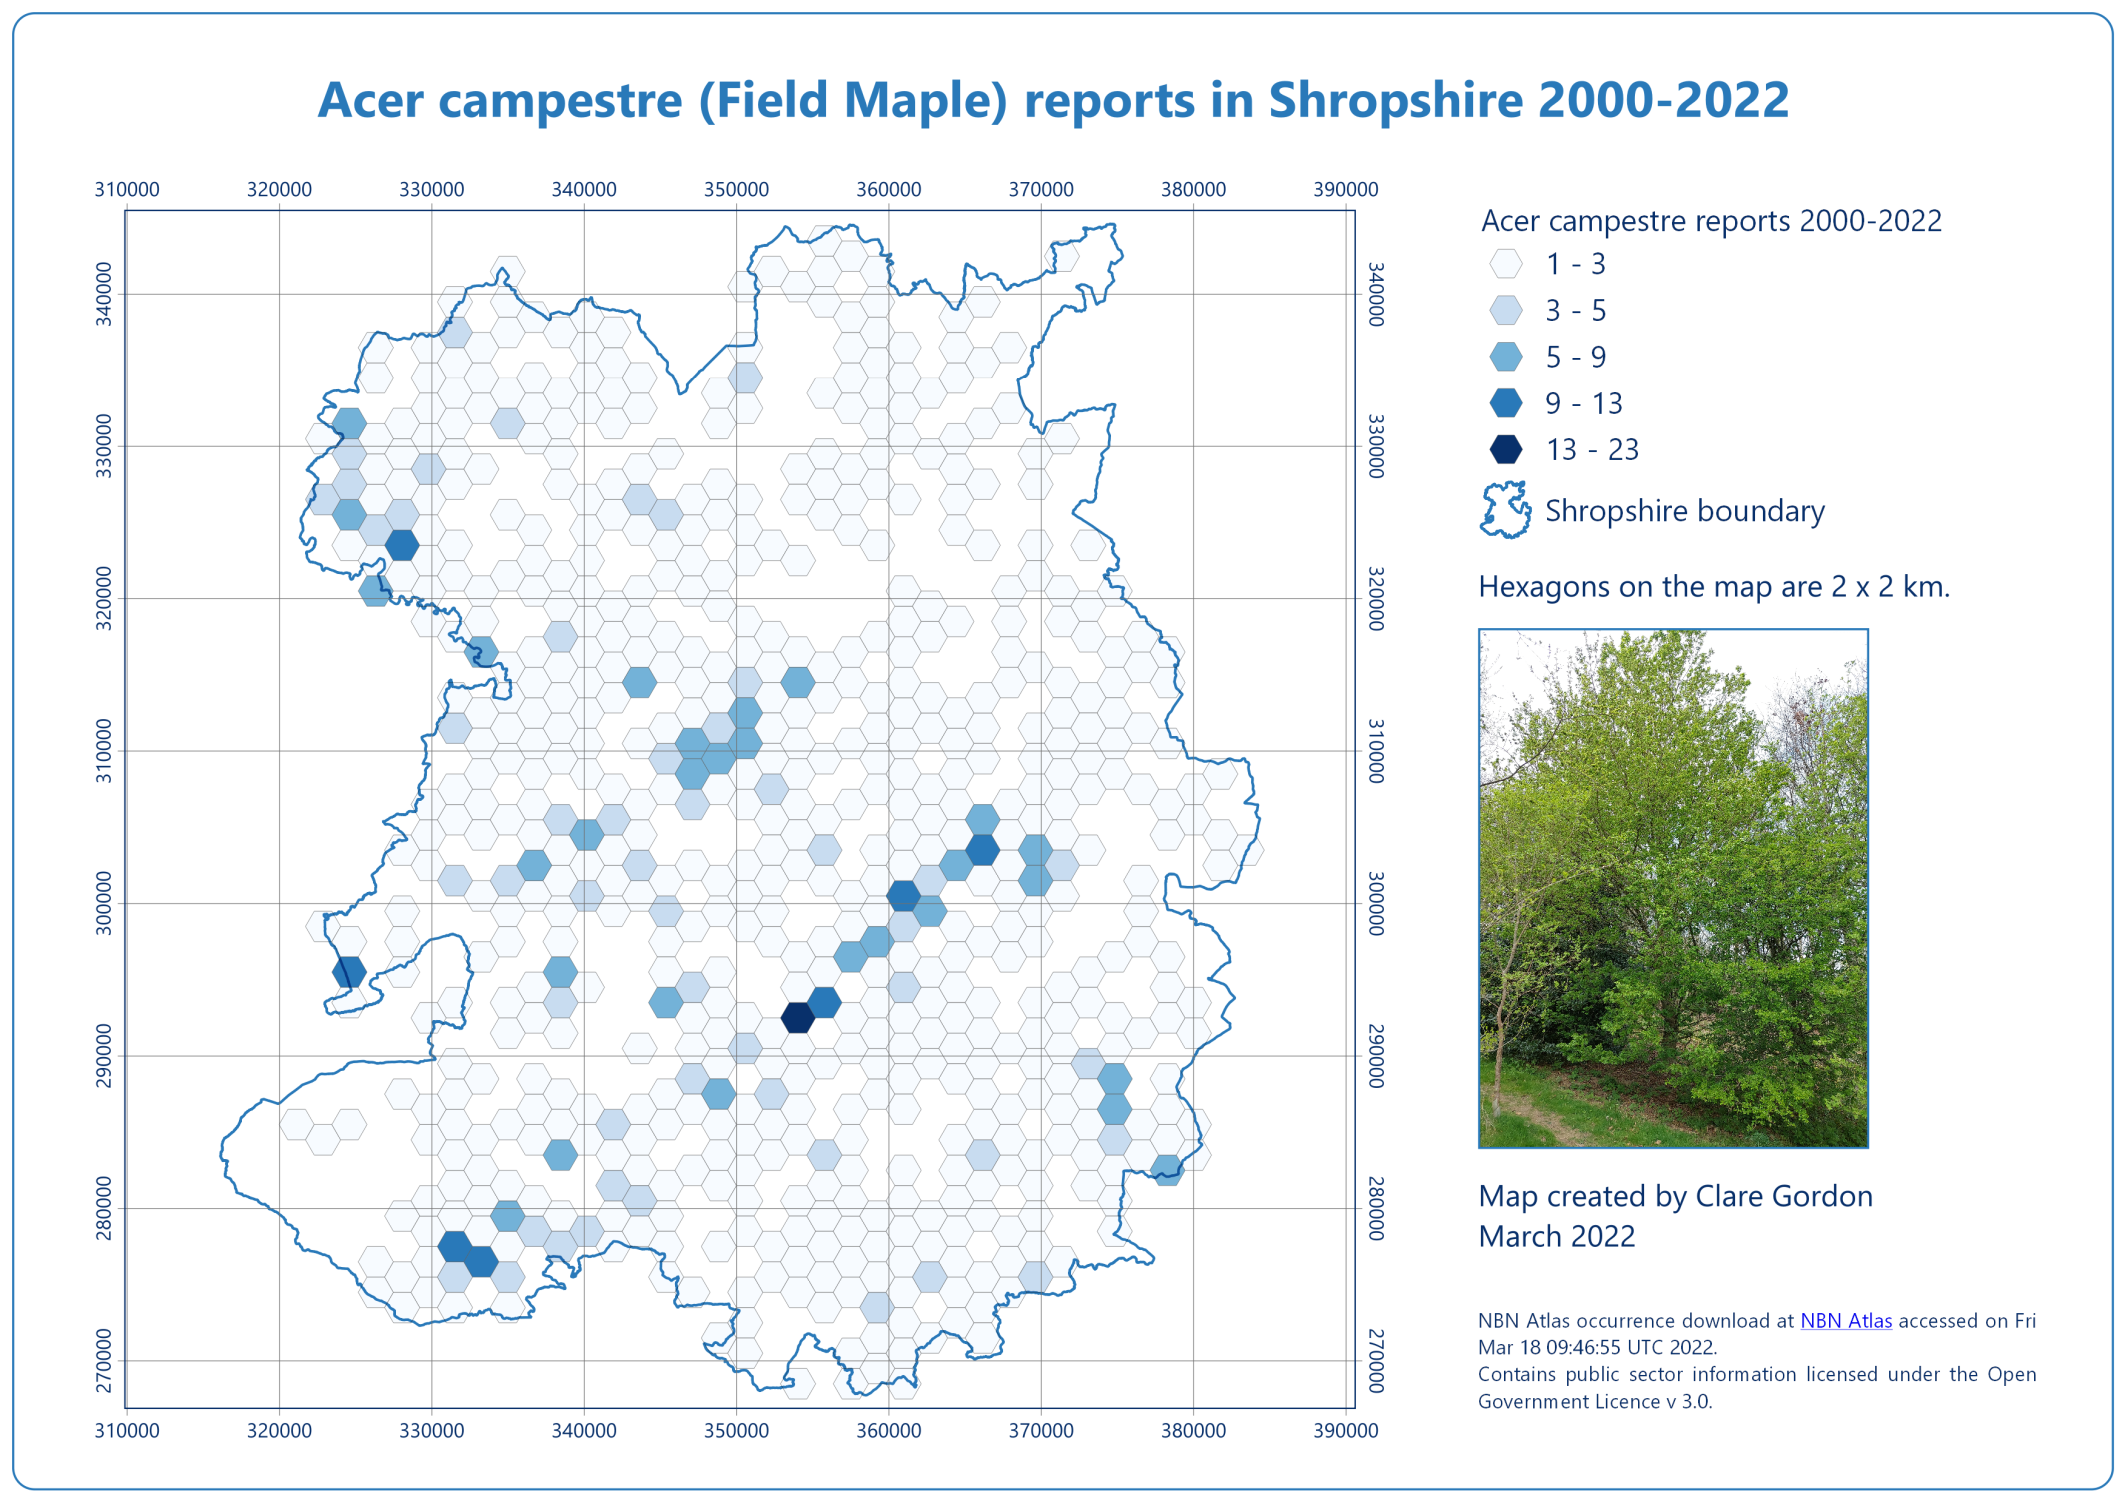 Acer campestre (Field Maple) reports in Shropshire 2000-2022
310000 320000 330000 340000 350000 360000 370000 380000 390000
340000
330000
320000
310000
300000
290000
280000
270000
340000
330000
320000
310000
300000
290000
280000
270000
310000 320000 330000 340000 350000 360000 370000 380000 390000
Acer campestre reports 2000-2022
1 - 3
3 - 5
5 - 9
9 - 13
13 - 23
Shropshire boundary
Hexagons on the map are 2 x 2 km.
Map created by Clare Gordon
March 2022
NBN Atlas occurrence download at NBN Atlas accessed on Fri
Mar 18 09:46:55 UTC 2022.
Contains public sector information licensed under the Open
Government Licence v 3.0.